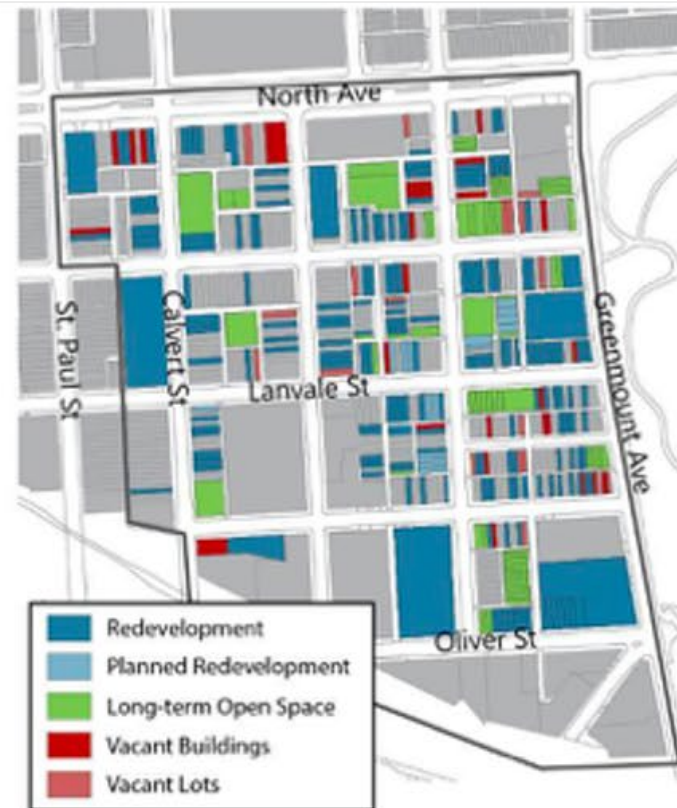 North Ave
St. Paul St
Calvert St
Greenmount Ave
Lanvale St
Oliver St
Redevelopment
Planned Redevelopment
Long-term Open Space
Vacant Buildings
Vacant Lots